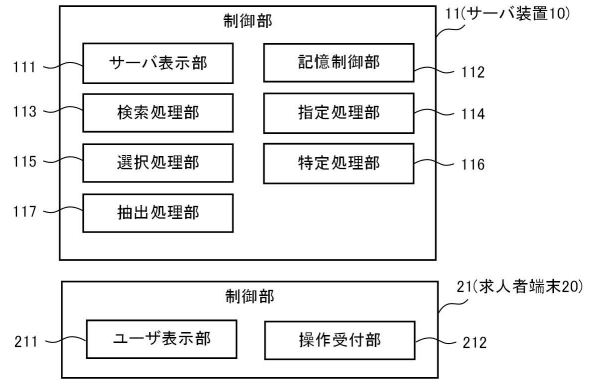 制御部
11(サーバ装置10)
111
サーバ表示部
記憶制御部
112
113
検索処理部
指定処理部
114
115
選択処理部
特定処理部
116
117
抽出処理部
制御部
21(求人者端末20)
211
ユーザ表示部
操作受付部
212